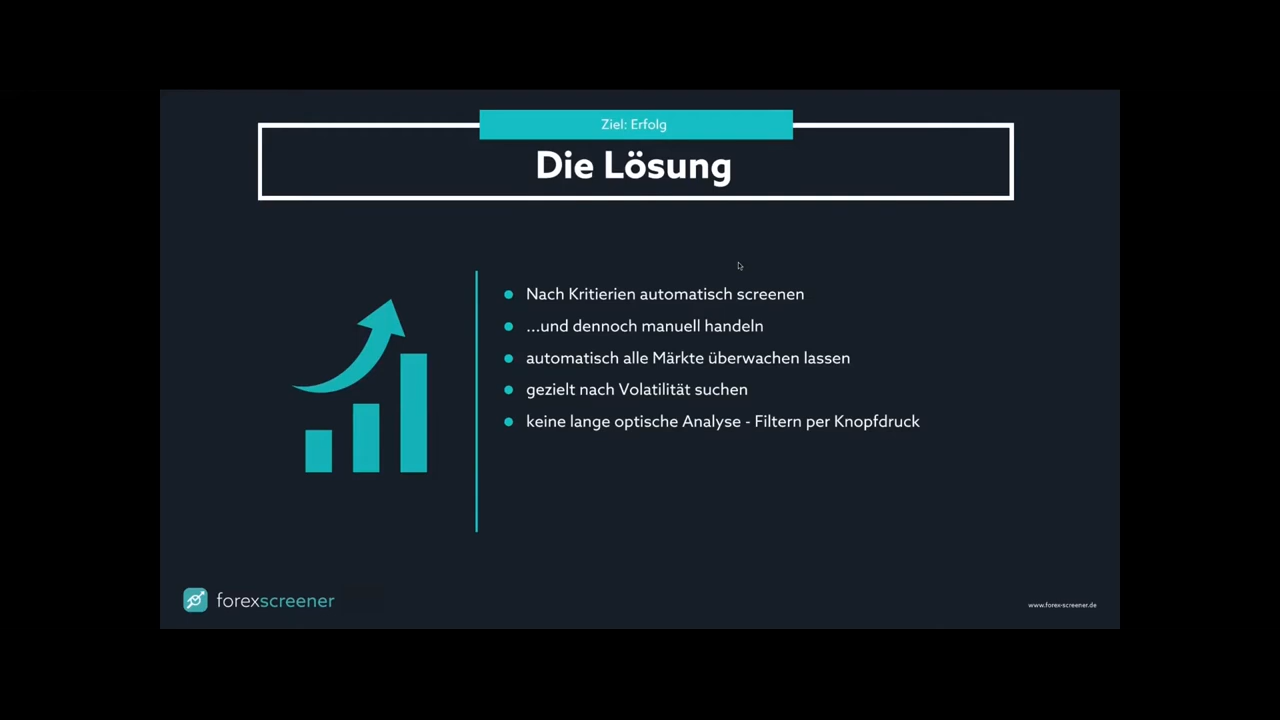 Ziel: Erfolg
Die Lösung
Nach Kritierien automatisch screenen
...und dennoch manuell handeln
automatisch alle Märkte überwachen lassen
gezielt nach Volatilität suchen
keine lange optische Analyse - Filtern per Knopfdruck
forexscreener
www.forex-screener.de